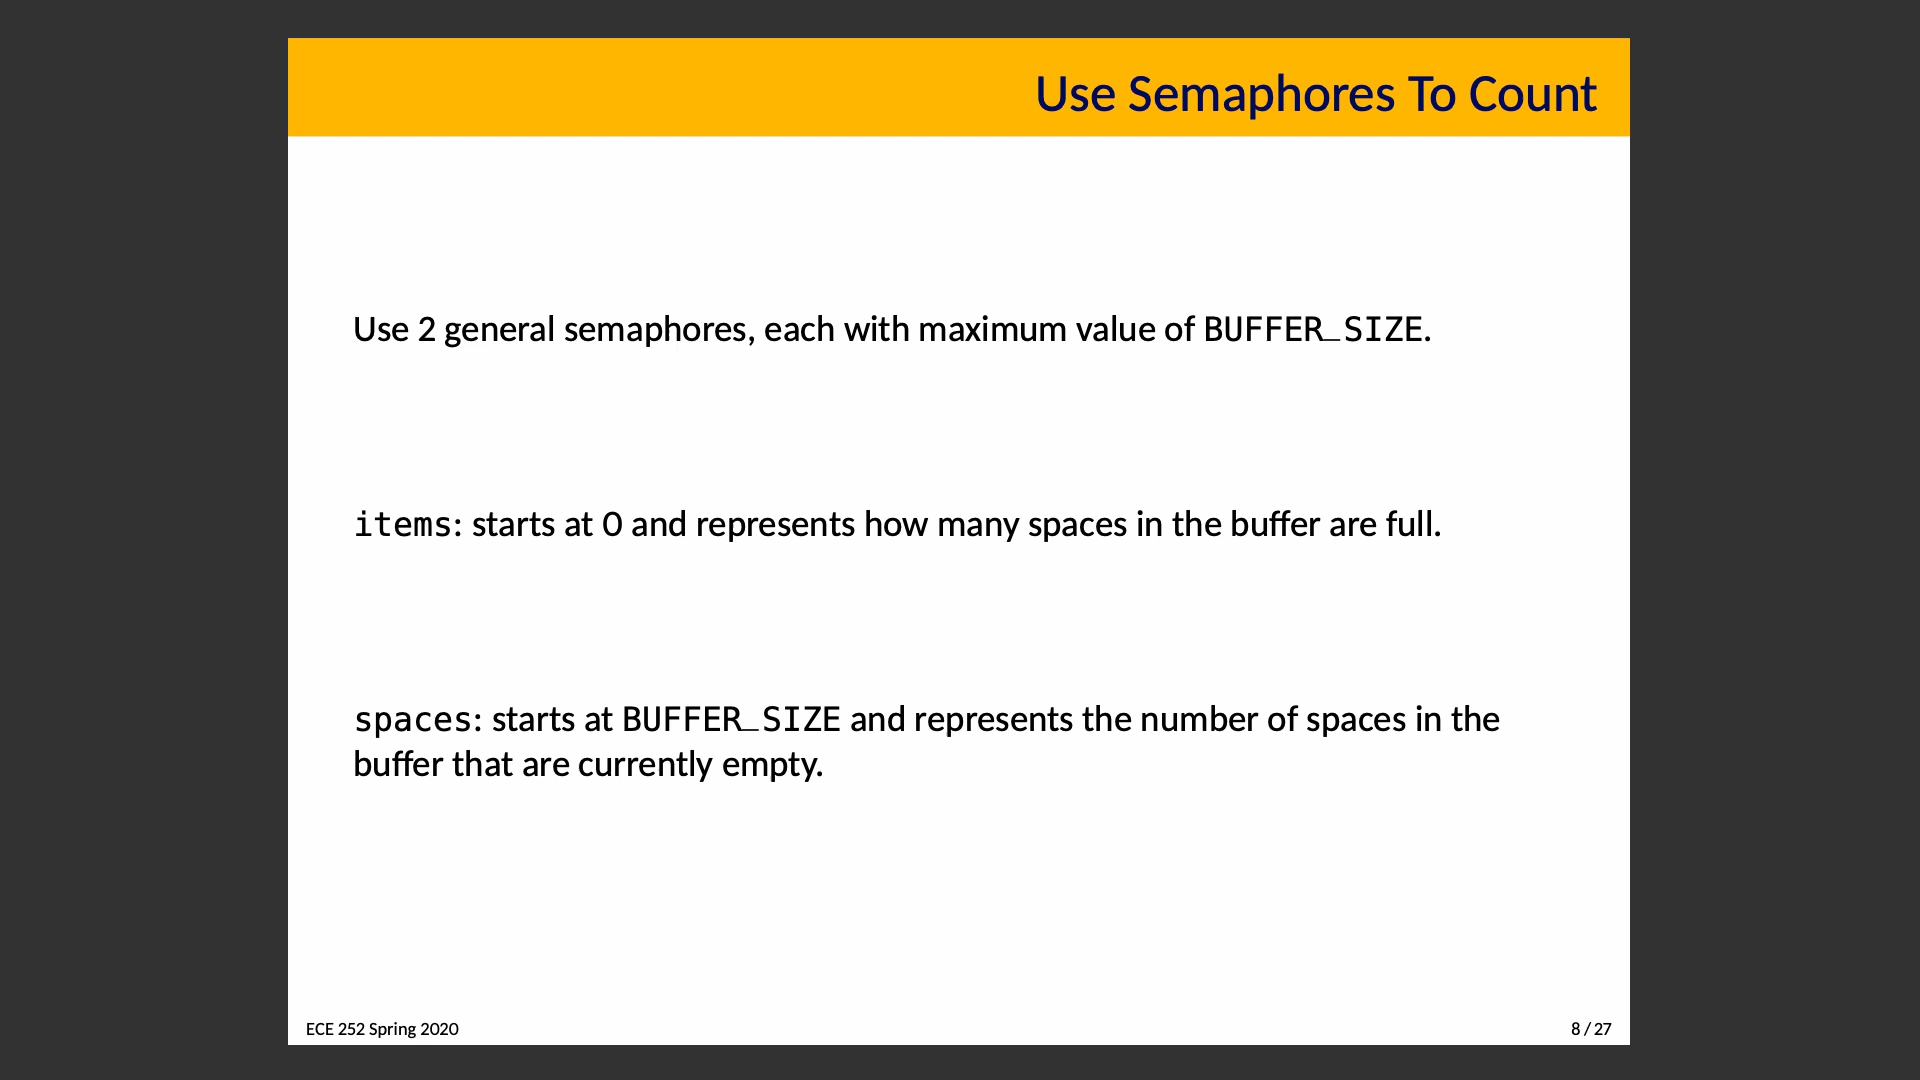 Use Semaphores To Count
Use 2 general semaphores, each with maximum value of BUFFER_SIZE.
items: starts at 0 and represents how many spaces in the buffer are full.
spaces: starts at BUFFER_SIZE and represents the number of spaces in the
buffer that are currently empty.
ECE 252 Spring 2020
8 / 27